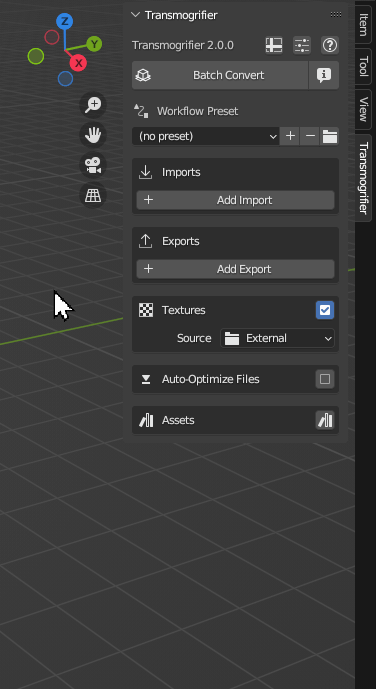 Transmogrifier
Transmogrifier 2.0.0
Batch Convert
Workflow Preset
(no preset)
Imports
Add Import
Exports
Add Export
Textures
Source External
Auto-Optimize Files
Assets
Z
Y
X
Item
Tool
View
Transmogrifier